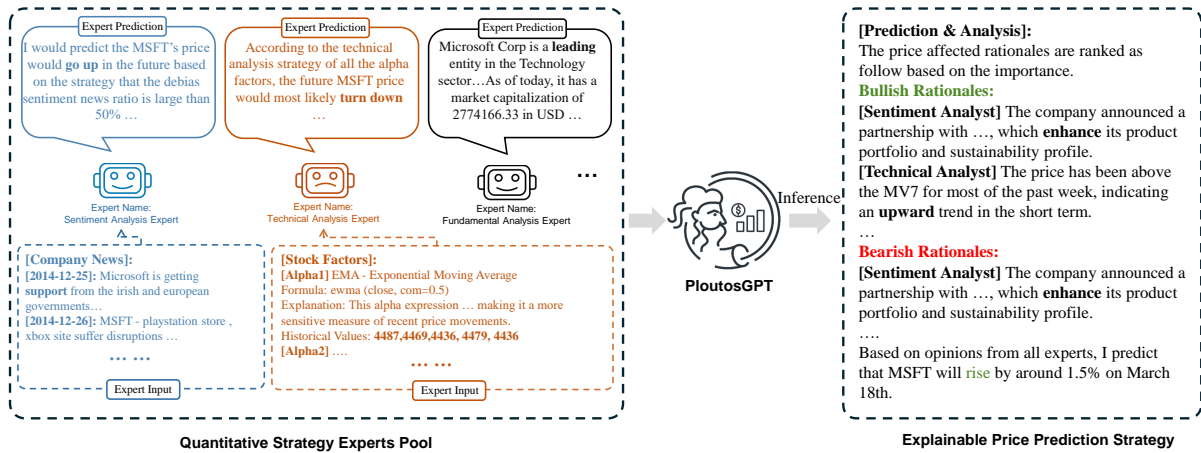 Expert Prediction
I would predict the MSFT's price
would go up in the future based
on the strategy that the debias
sentiment news ratio is large than
50% …
Expert Prediction
According to the technical
analysis strategy of all the alpha
factors, the future MSFT price
would most likely turn down
…
Expert Prediction
Microsoft Corp is a leading
entity in the Technology
sector…As of today, it has a
market capitalization of
2774166.33 in USD …
Expert Name:
Sentiment Analysis Expert
Expert Name:
Technical Analysis Expert
Expert Name:
Fundamental Analysis Expert
...
[Company News]:
[2014-12-25]: Microsoft is getting
support from the irish and european
governments…
[2014-12-26]: MSFT - playstation store ,
xbox site suffer disruptions …
… …
Expert Input
[Stock Factors]:
[Alpha1] EMA - Exponential Moving Average
Formula: ewma (close, com=0.5)
Explanation: This alpha expression … making it a more
sensitive measure of recent price movements.
Historical Values: 4487,4469,4436, 4479, 4436
[Alpha2] ….
… …
Expert Input
Quantitative Strategy Experts Pool
PloutosGPT
Inference
[Prediction & Analysis]:
The price affected rationales are ranked as
follow based on the importance.
Bullish Rationales:
[Sentiment Analyst] The company announced a
partnership with …, which enhance its product
portfolio and sustainability profile.
[Technical Analyst] The price has been above
the MV7 for most of the past week, indicating
an upward trend in the short term.
…
Bearish Rationales:
[Sentiment Analyst] The company announced a
partnership with …, which enhance its product
portfolio and sustainability profile.
….
Based on opinions from all experts, I predict
that MSFT will rise by around 1.5% on March
18th.
Explainable Price Prediction Strategy